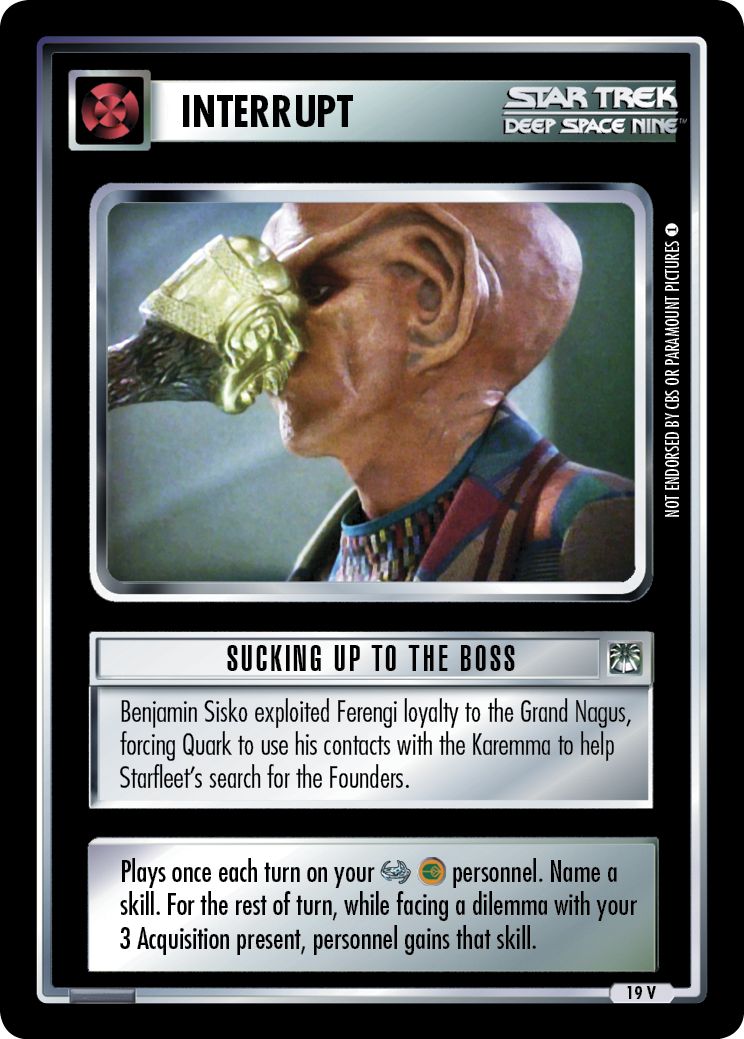 INTERRUPT
STAR TREK
DEEP SPACE NINE™
NOT ENDORSED BY CBS OR PARAMOUNT PICTURES 1
SUCKING UP TO THE BOSS
Benjamin Sisko exploited Ferengi loyalty to the Grand Nagus,
forcing Quark to use his contacts with the Karemma to help
Starfleet's search for the Founders.
Plays once each turn on your personnel. Name a
skill. For the rest of turn, while facing a dilemma with your
3 Acquisition present, personnel gains that skill.
19 V